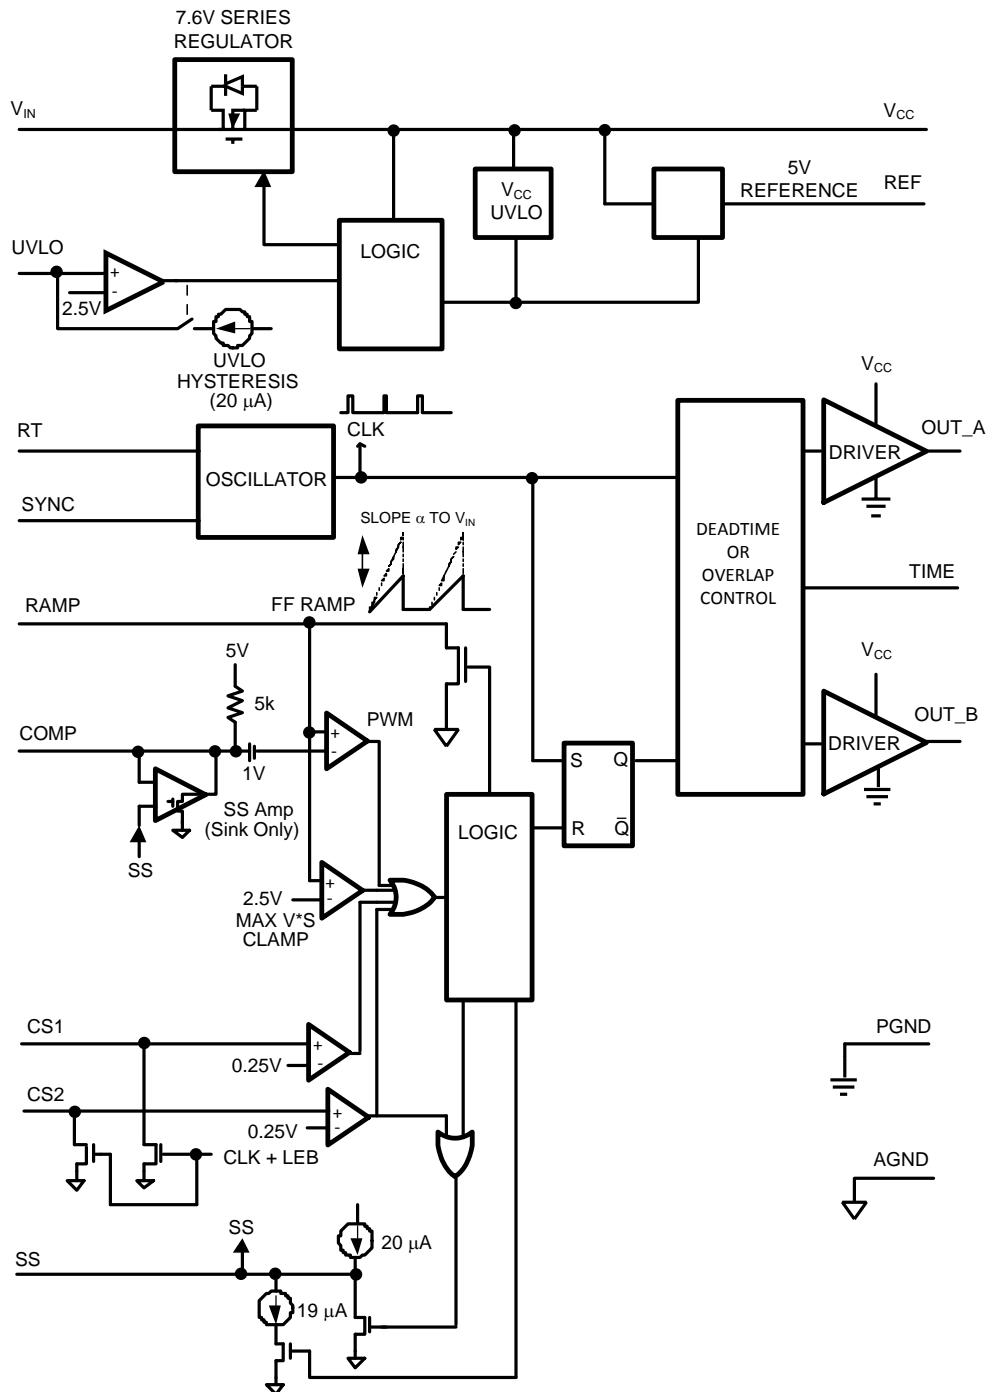 7.6V SERIES
REGULATOR
VIN
VCC
5V
REFERENCE
REF
VCC
UVLO
LOGIC
UVLO
+
-
2.5V
UVLO
HYSTERESIS
(20 μA)
VCC
CLK
OUT_A
RT
DRIVER
OSCILLATOR
SYNC
SLOPE α TO VIN
DEADTIME
OR
OVERLAP
CONTROL
TIME
RAMP
FF RAMP
5V
VCC
5k
PWM
OUT_B
COMP
+
-
DRIVER
1V
S
Q
SS Amp
(Sink Only)
LOGIC
R
Q̅
SS
+
-
2.5V
MAX V*S
CLAMP
CS1
PGND
+
-
0.25V
CS2
+
-
0.25V
CLK + LEB
AGND
SS
20 μA
SS
19 μA